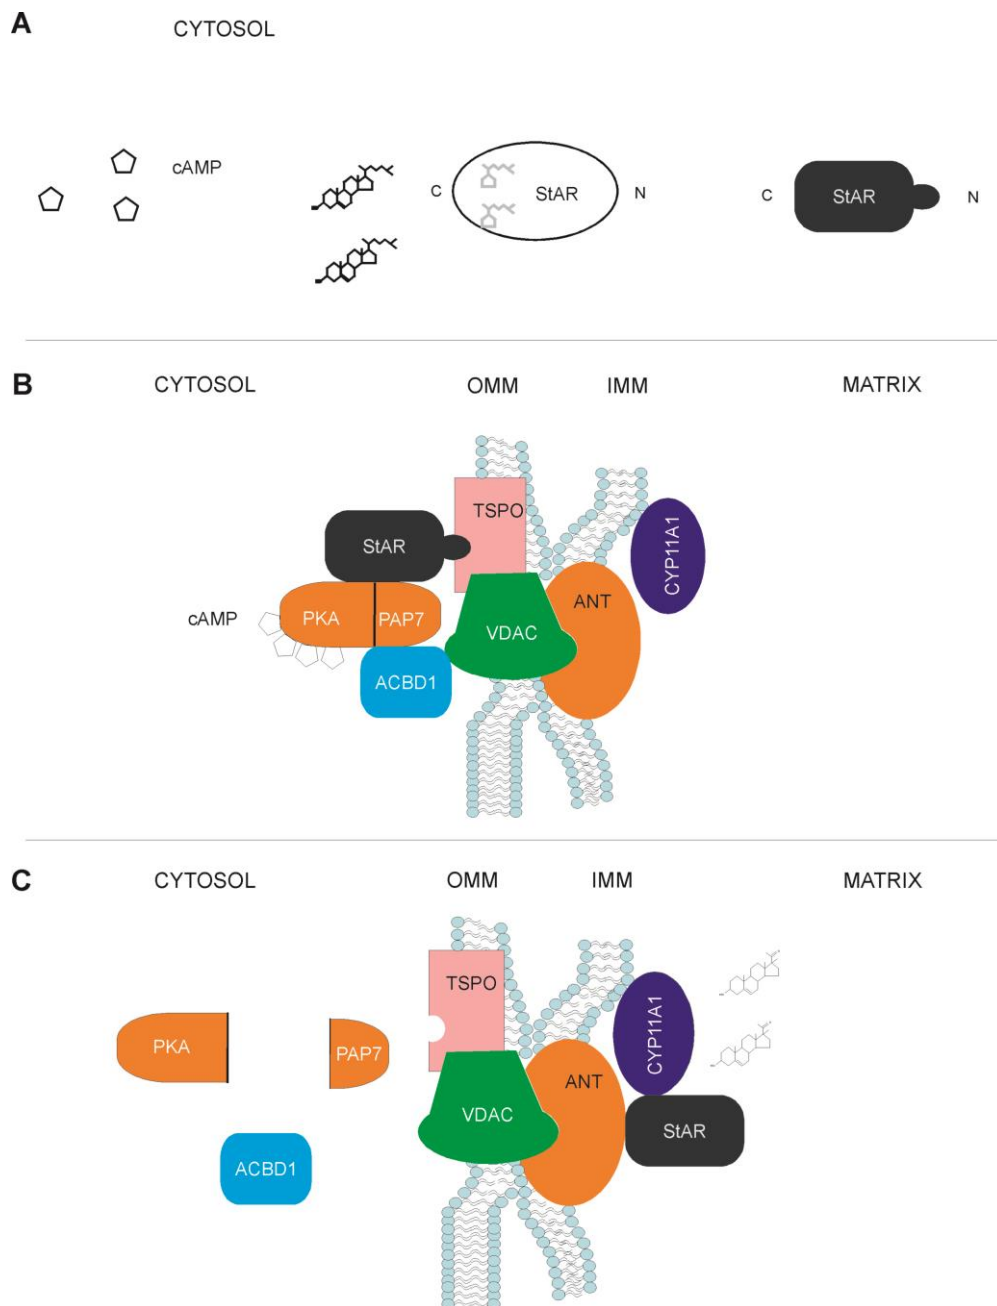 A
CYTOSOL
cAMP
C
StAR
N
C
StAR
N
B
CYTOSOL
OMM
IMM
MATRIX
TSPO
StAR
CYP11A1
ANT
cAMP
PKA
PAP7
VDAC
ACBD1
C
CYTOSOL
OMM
IMM
MATRIX
TSPO
CYP11A1
PKA
PAP7
ANT
VDAC
StAR
ACBD1